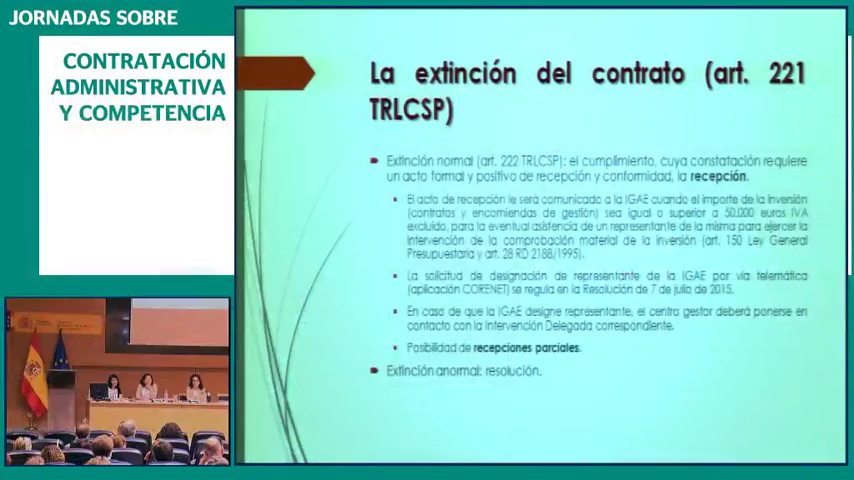 JORNADAS SOBRE
CONTRATACIÓN
ADMINISTRATIVA
Y COMPETENCIA
La extinción del contrato (art. 221
TRLCSP)
Extinción normal (art. 222 TRLCSP): el cumplimiento, cuya constatación requiere
un acto formal y positivo de recepción y conformidad, la recepción.
El acto de recepción le será comunicado a la IGAE cuando el importe de la inversión
(contratos y encomiendas de gestión) sea igual o superior a 50.000 euros IVA
excluido, para la eventual asistencia de un representante de la misma para ejercer la
intervención de la comprobación material de la inversión (art. 150 Ley General
Presupuestaria y art. 28 RD 2188/1995).
La solicitud de designación de representante de la IGAE por vía telemática
(aplicación CORENET) se regula en la Resolución de 7 de julio de 2015.
En caso de que la IGAE designe representante, el centro gestor deberá ponerse en
contacto con la Intervención Delegada correspondiente.
Posibilidad de recepciones parciales.
Extinción anormal: resolución.